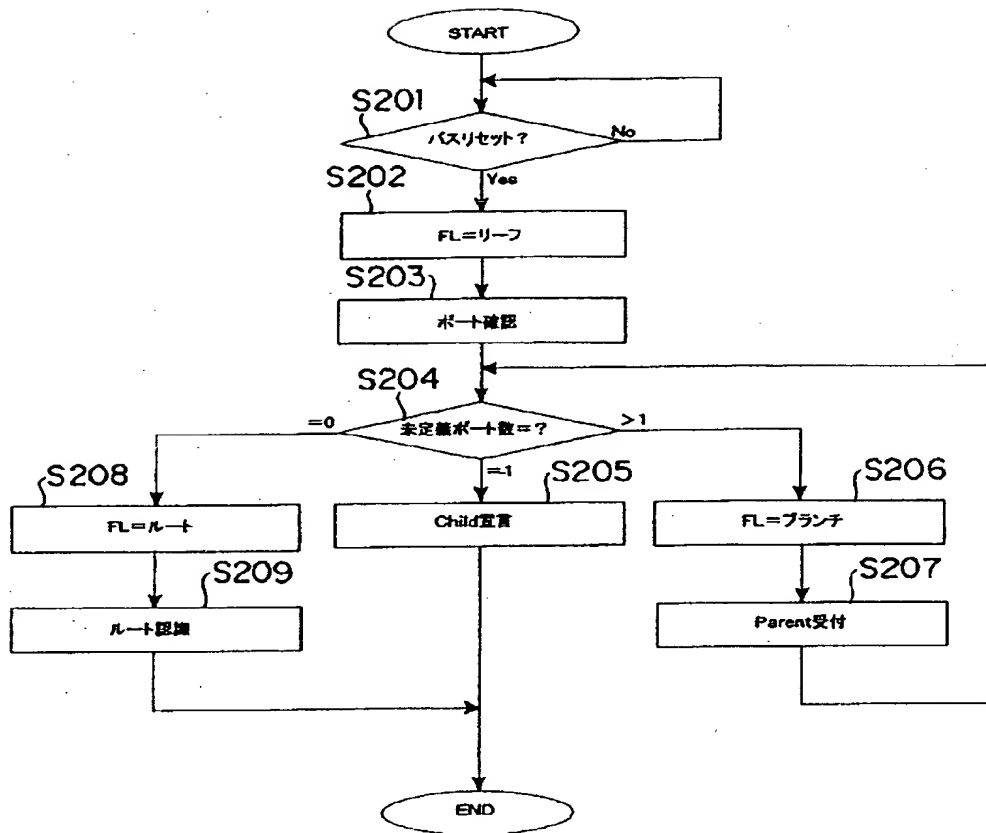 START
S201
バスリセット?
No
Yes
S202
FL=リーフ
S203
ポート確認
S204
未定義ポート数=?
=0
=1
>1
S208
FL=ルート
S205
Child宣言
S206
FL=ブランチ
S209
ルート認識
S207
Parent受付
END